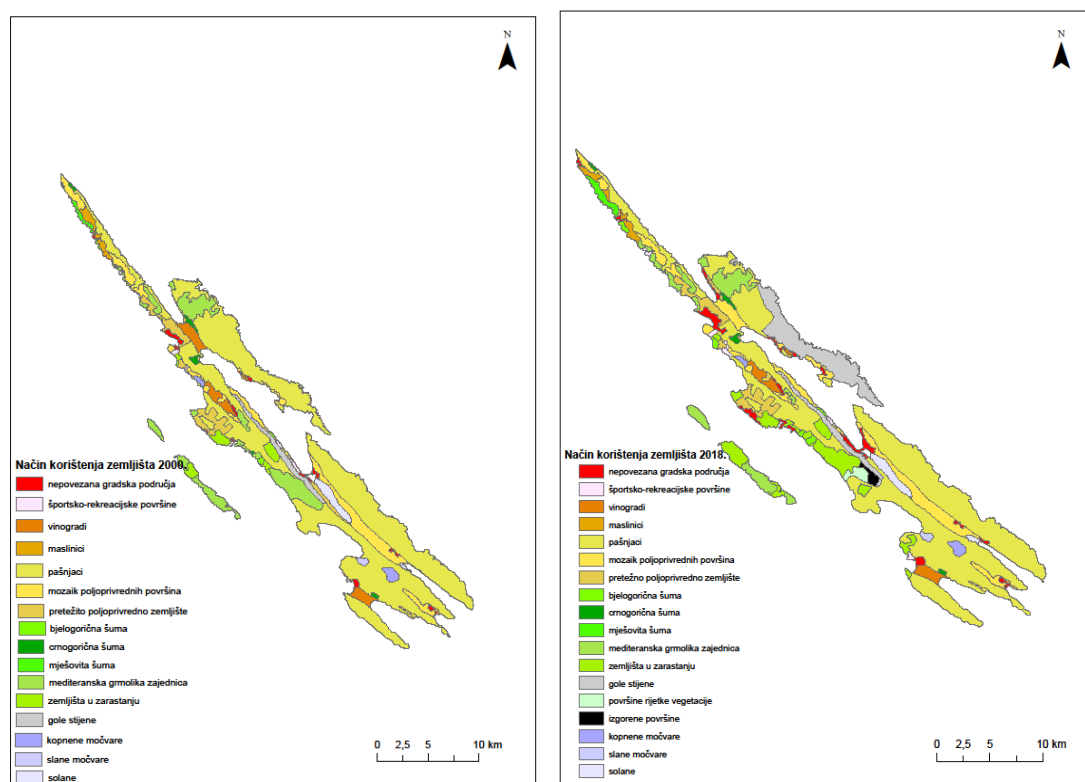 N
Način korištenja zemljišta 2000.
nepovezana gradska područja
športsko-rekreacijske površine
vinogradi
maslinici
pašnjaci
mozaik poljoprivrednih površina
pretežito poljoprivredno zemljište
bjelogorična šuma
crnogorična šuma
mješovita šuma
mediteranska grmolika zajednica
zemljišta u zarastanju
gole stijene
kopnene močvare
slane močvare
solane
0 2,5 5 10 km
N
Način korištenja zemljišta 2018.
nepovezana gradska područja
športsko-rekreacijske površine
vinogradi
maslinici
pašnjaci
mozaik poljoprivrednih površina
pretežno poljoprivredno zemljište
bjelogorična šuma
crnogorična šuma
mješovita šuma
mediteranska grmolika zajednica
zemljišta u zarastanju
gole stijene
površine rijetke vegetacije
izgorene površine
kopnene močvare
slane močvare
solane
0 2,5 5 10 km